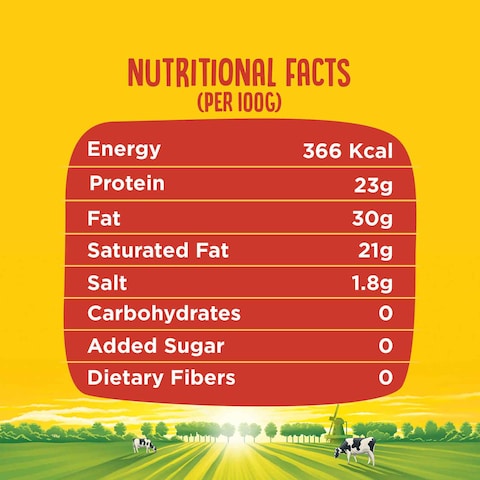 NUTRITIONAL FACTS
(PER 100G)
Energy 366 Kcal
Protein 23g
Fat 30g
Saturated Fat 21g
Salt 1.8g
Carbohydrates 0
Added Sugar 0
Dietary Fibers 0